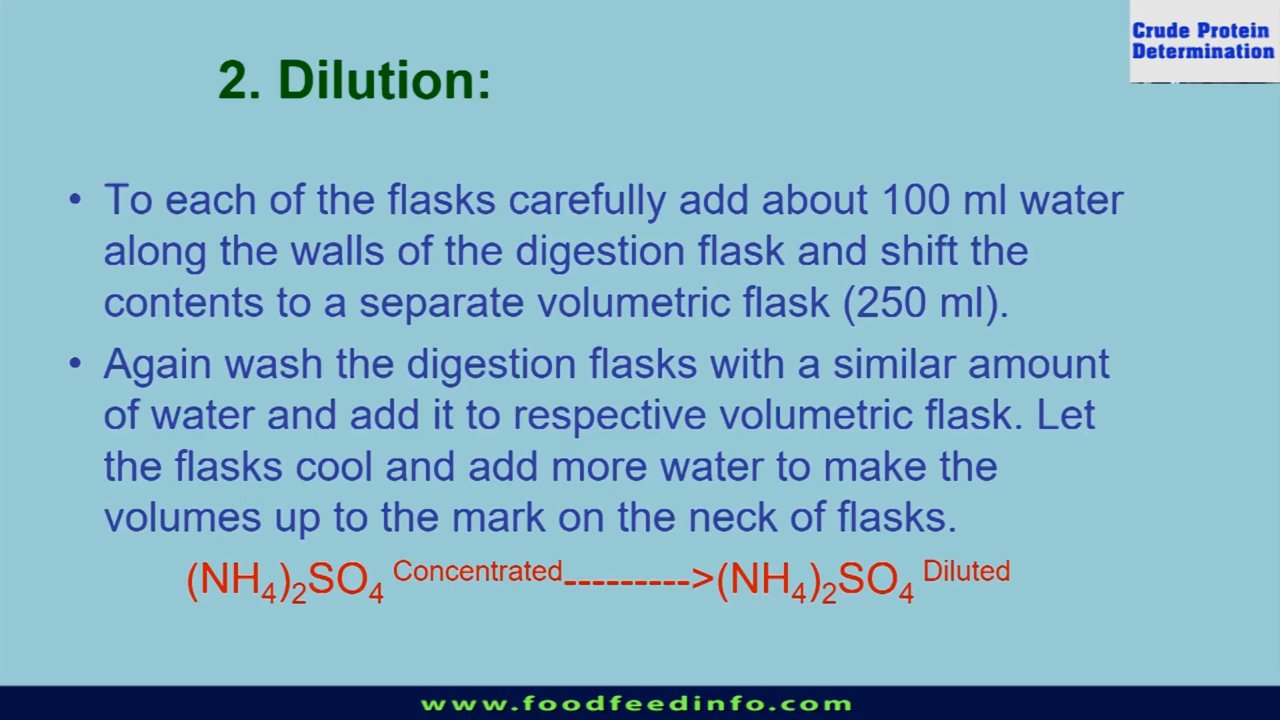 Crude Protein
Determination
2. Dilution:
• To each of the flasks carefully add about 100 ml water
along the walls of the digestion flask and shift the
contents to a separate volumetric flask (250 ml).
• Again wash the digestion flasks with a similar amount
of water and add it to respective volumetric flask. Let
the flasks cool and add more water to make the
volumes up to the mark on the neck of flasks.
(NH₄)₂SO₄ Concentrated--------->(NH₄)₂SO₄ Diluted
www.foodfeedinfo.com